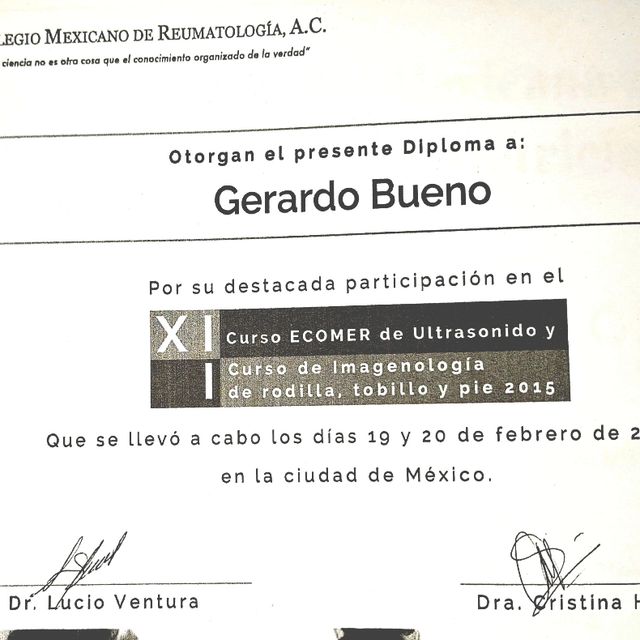 LEGIO MEXICANO DE REUMATOLOGÍA, A.C.
ciencia no es otra cosa que el conocimiento organizado de la verdad"
Otorgan el presente Diploma a:
Gerardo Bueno
Por su destacada participación en el
XI Curso ECOMER de Ultrasonido y
I Curso de Imagenología
de rodilla, tobillo y pie 2015
Que se llevó a cabo los días 19 y 20 de febrero de 2
en la ciudad de México.
Dr. Lucio Ventura
Dra. Cristina H